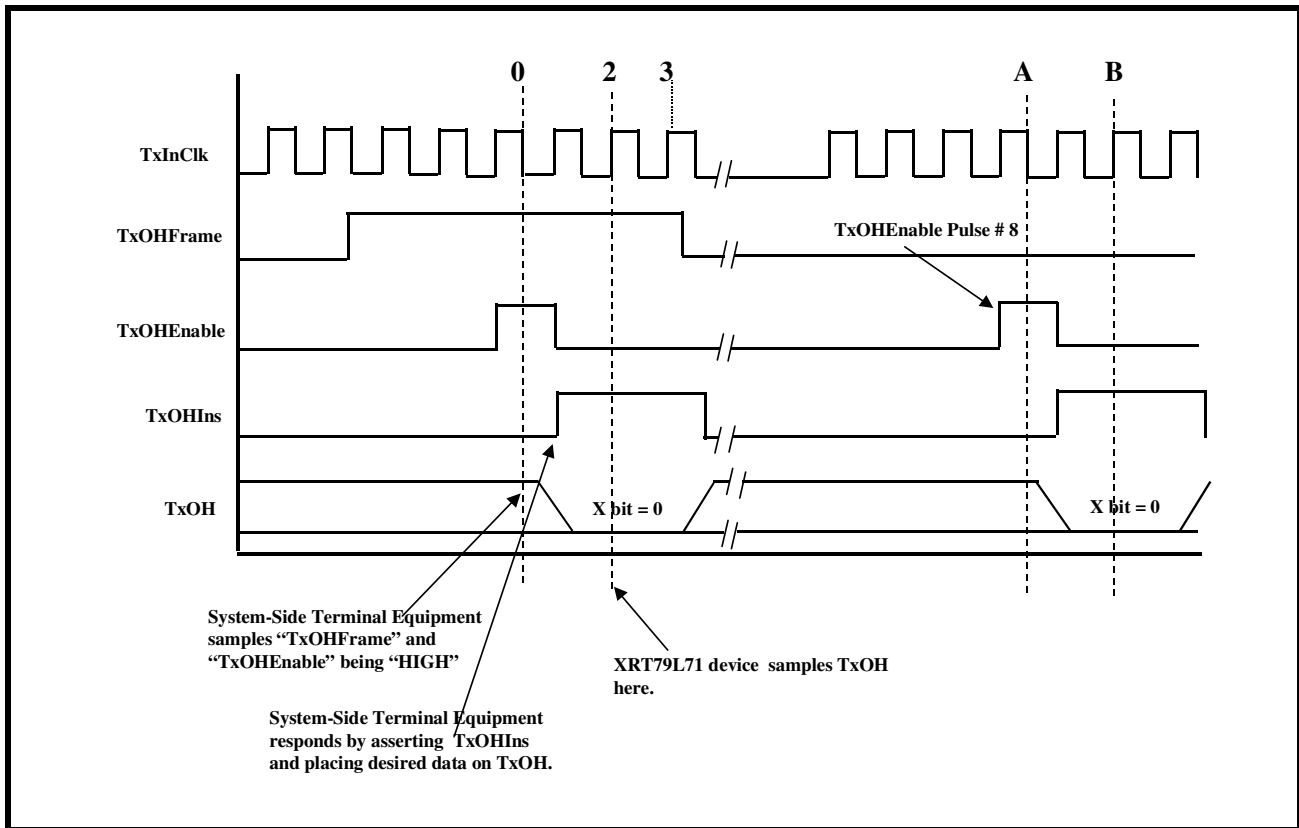 0 2 3 A B
TxInClk
TxOHFrame
TxOHEnable Pulse # 8
TxOHEnable
TxOHIns
TxOH
X bit = 0
X bit = 0
System-Side Terminal Equipment
samples “TxOHFrame” and
“TxOHEnable” being “HIGH”
XRT79L71 device samples TxOH
here.
System-Side Terminal Equipment
responds by asserting TxOHIns
and placing desired data on TxOH.